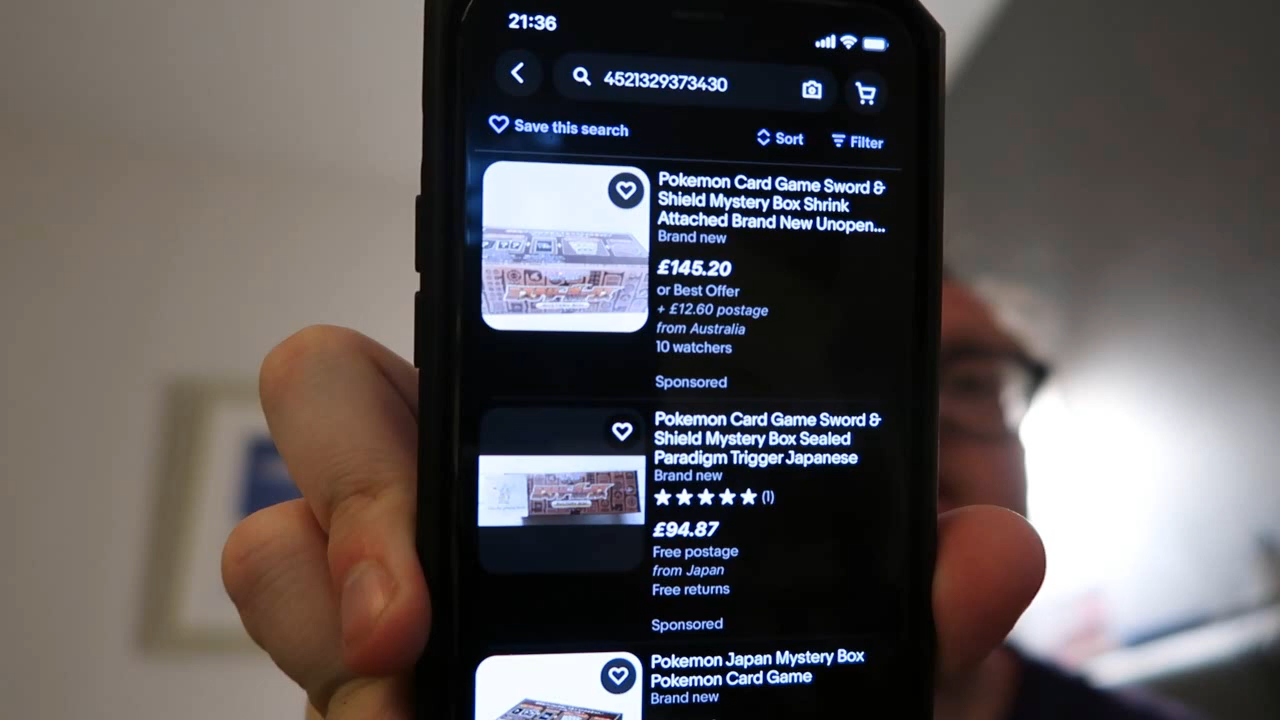 21:36
4521329373430
Save this search
Sort
Filter
Pokemon Card Game Sword &
Shield Mystery Box Shrink
Attached Brand New Unopen...
Brand new
£145.20
or Best Offer
+ £12.60 postage
from Australia
10 watchers
Sponsored
Pokemon Card Game Sword &
Shield Mystery Box Sealed
Paradigm Trigger Japanese
Brand new
(1)
£94.87
Free postage
from Japan
Free returns
Sponsored
Pokemon Japan Mystery Box
Pokemon Card Game
Brand new